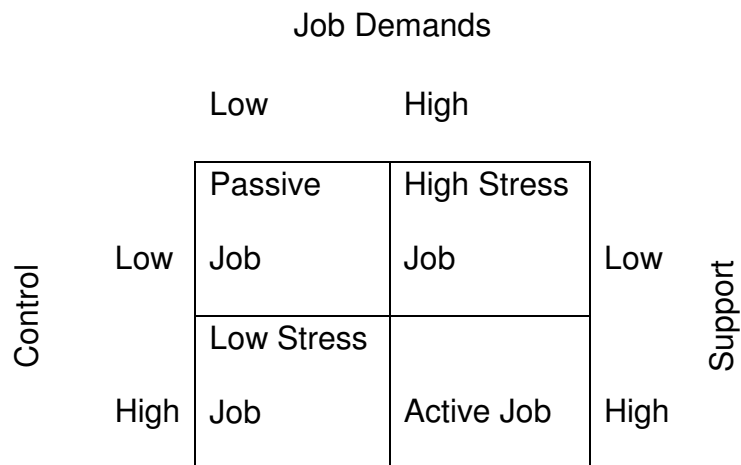 Job Demands
Low High
Passive High Stress
Low Job Job Low
Control Support
Low Stress
High Job Active Job High